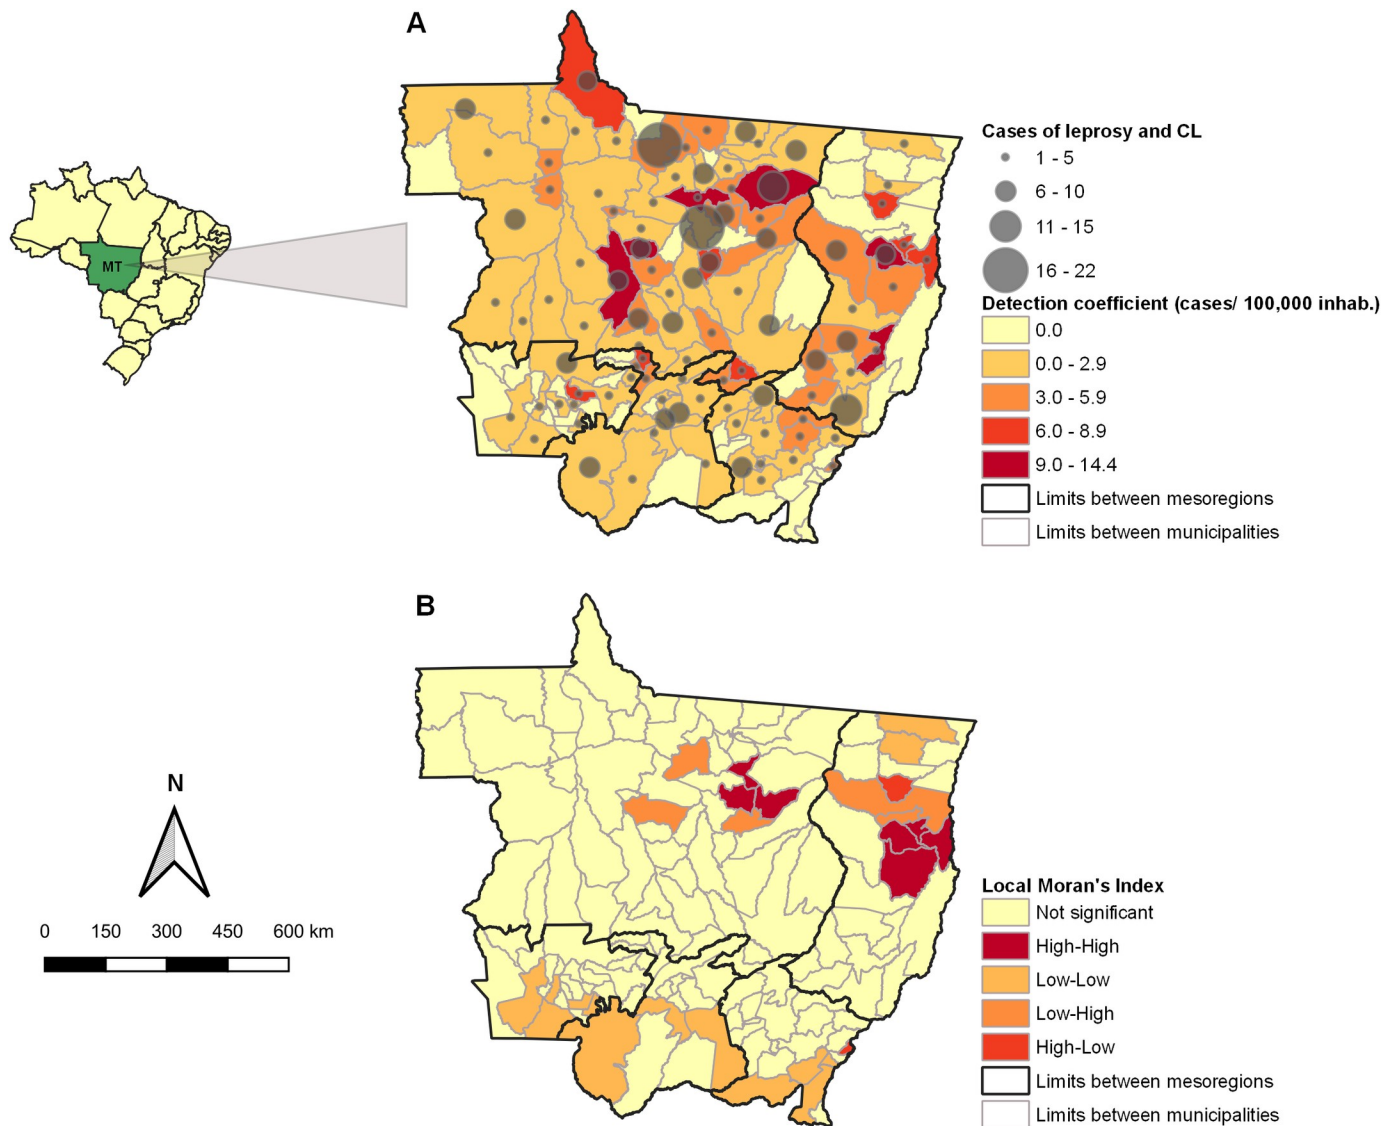 A
Cases of leprosy and CL
1 - 5
6 - 10
11 - 15
16 - 22
Detection coefficient (cases/ 100,000 inhab.)
0.0
0.0 - 2.9
3.0 - 5.9
6.0 - 8.9
9.0 - 14.4
Limits between mesoregions
Limits between municipalities
MT
B
N
0 150 300 450 600 km
Local Moran's Index
Not significant
High-High
Low-Low
Low-High
High-Low
Limits between mesoregions
Limits between municipalities